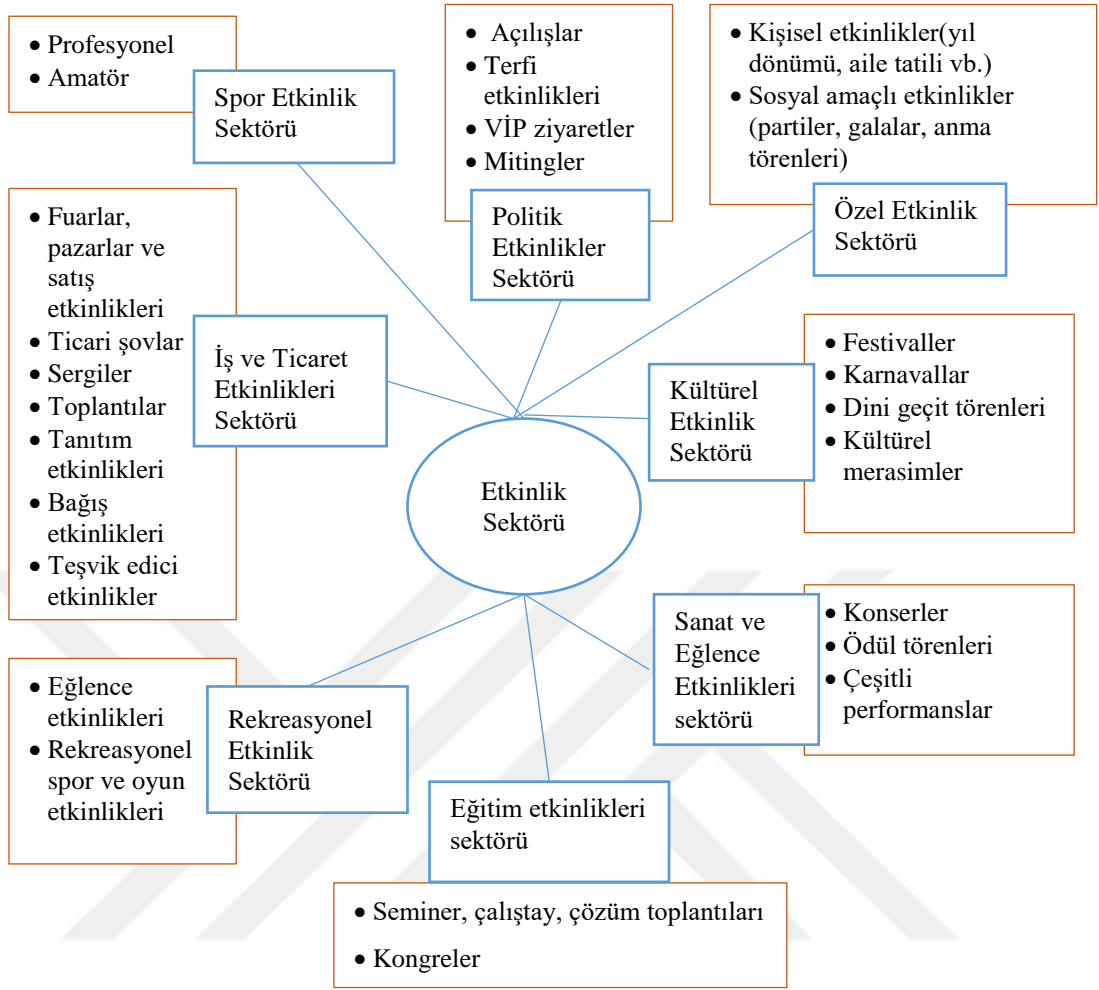 • Profesyonel
• Amatör
Spor Etkinlik
Sektörü
• Açılışlar
• Terfi
etkinlikleri
• VİP ziyaretler
• Mitingler
Politik
Etkinlikler
Sektörü
• Kişisel etkinlikler(yıl
dönümü, aile tatili vb.)
• Sosyal amaçlı etkinlikler
(partiler, galalar, anma
törenleri)
Özel Etkinlik
Sektörü
• Fuarlar,
pazarlar ve
satış
etkinlikleri
• Ticari şovlar
• Sergiler
• Toplantılar
• Tanıtım
etkinlikleri
• Bağış
etkinlikleri
• Teşvik edici
etkinlikler
İş ve Ticaret
Etkinlikleri
Sektörü
Kültürel
Etkinlik
Sektörü
• Festivaller
• Karnavallar
• Dini geçit törenleri
• Kültürel
merasimler
Etkinlik
Sektörü
Sanat ve
Eğlence
Etkinlikleri
sektörü
• Konserler
• Ödül törenleri
• Çeşitli
performanslar
• Eğlence
etkinlikleri
• Rekreasyonel
spor ve oyun
etkinlikleri
Rekreasyonel
Etkinlik
Sektörü
Eğitim etkinlikleri
sektörü
• Seminer, çalıştay, çözüm toplantıları
• Kongreler